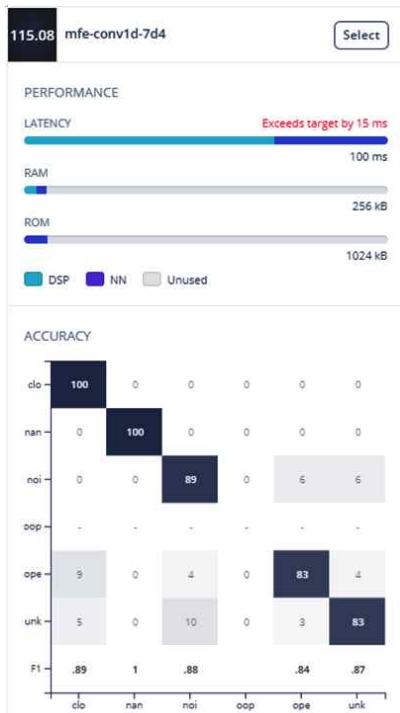 115.08 mfe-conv1d-7d4 Select
PERFORMANCE
LATENCY Exceeds target by 15 ms
100 ms
RAM
256 kB
ROM
1024 kB
DSP NN Unused
ACCURACY
clo 100 0 0 0 0 0
nan 0 100 0 0 0 0
noi 0 0 89 0 6 6
oop - - - - - -
ope 9 0 4 0 83 4
unk 5 0 10 0 3 83
F1 .89 1 .88 .84 .87
clo nan noi oop ope unk